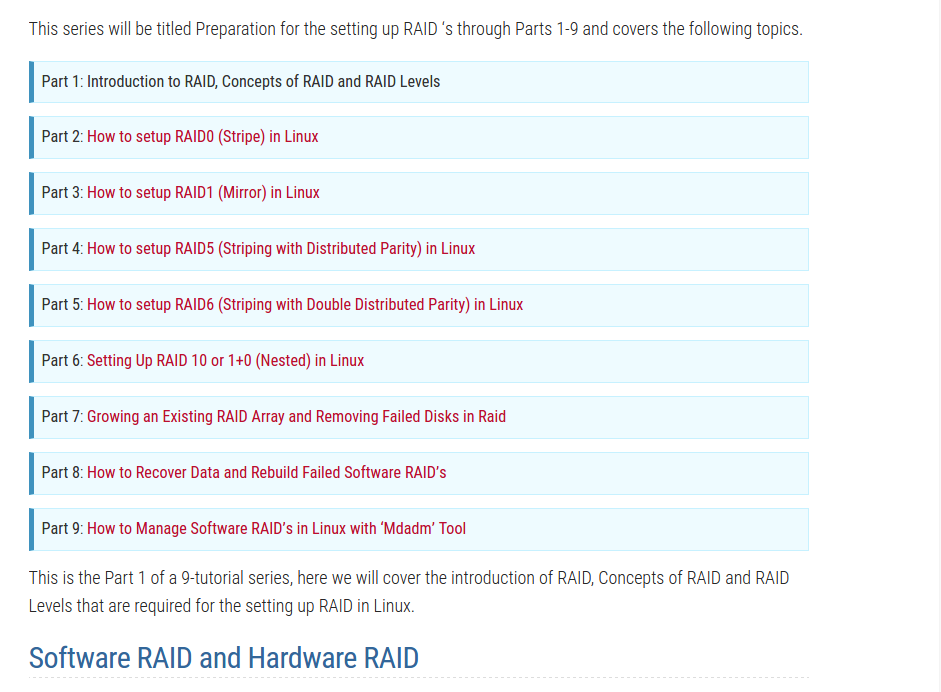 This series will be titled Preparation for the setting up RAID ‘s through Parts 1-9 and covers the following topics.
Part 1: Introduction to RAID, Concepts of RAID and RAID Levels
Part 2: How to setup RAID0 (Stripe) in Linux
Part 3: How to setup RAID1 (Mirror) in Linux
Part 4: How to setup RAID5 (Striping with Distributed Parity) in Linux
Part 5: How to setup RAID6 (Striping with Double Distributed Parity) in Linux
Part 6: Setting Up RAID 10 or 1+0 (Nested) in Linux
Part 7: Growing an Existing RAID Array and Removing Failed Disks in Raid
Part 8: How to Recover Data and Rebuild Failed Software RAID’s
Part 9: How to Manage Software RAID’s in Linux with ‘Mdadm’ Tool
This is the Part 1 of a 9-tutorial series, here we will cover the introduction of RAID, Concepts of RAID and RAID
Levels that are required for the setting up RAID in Linux.
Software RAID and Hardware RAID